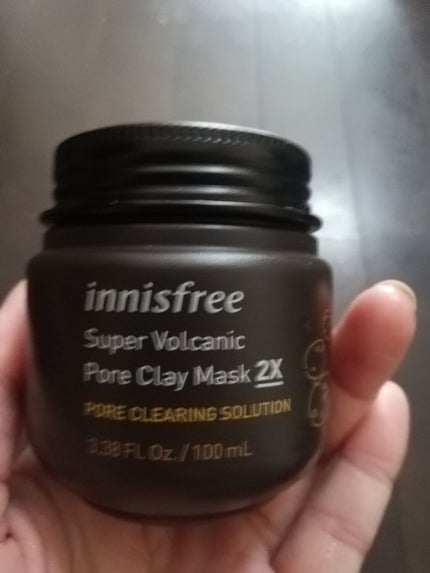 innisfree
Super Volcanic
Pore Clay Mask 2X
PORE CLEARING SOLUTION
3.38 FL. Oz. / 100 mL